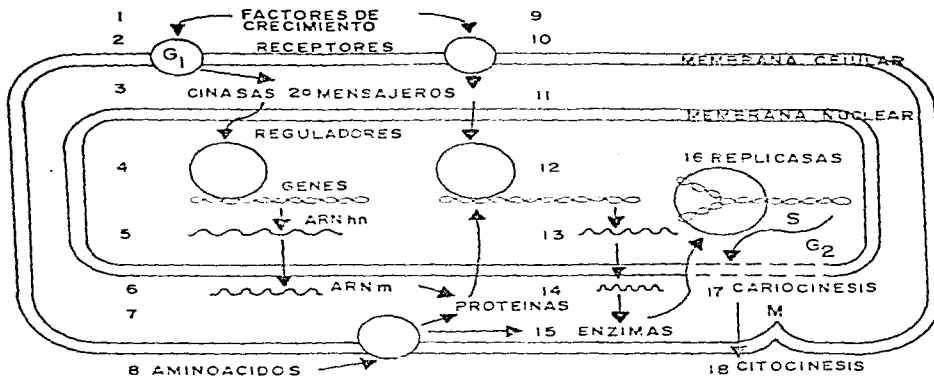 1 FACTORES DE CRECIMIENTO 9
2 RECEPTORES 10
G1
MEMBRANA CELULAR
3 CINASAS 2º MENSAJEROS 11
MEMBRANA NUCLEAR
REGULADORES
4 12 16 REPLICASAS
GENES
ARN hn S
5 13 G2
6 ARN m 14 17 CARIOCINESIS
7 PROTEINAS M
15 ENZIMAS
8 AMINOACIDOS 18 CITOCINESIS